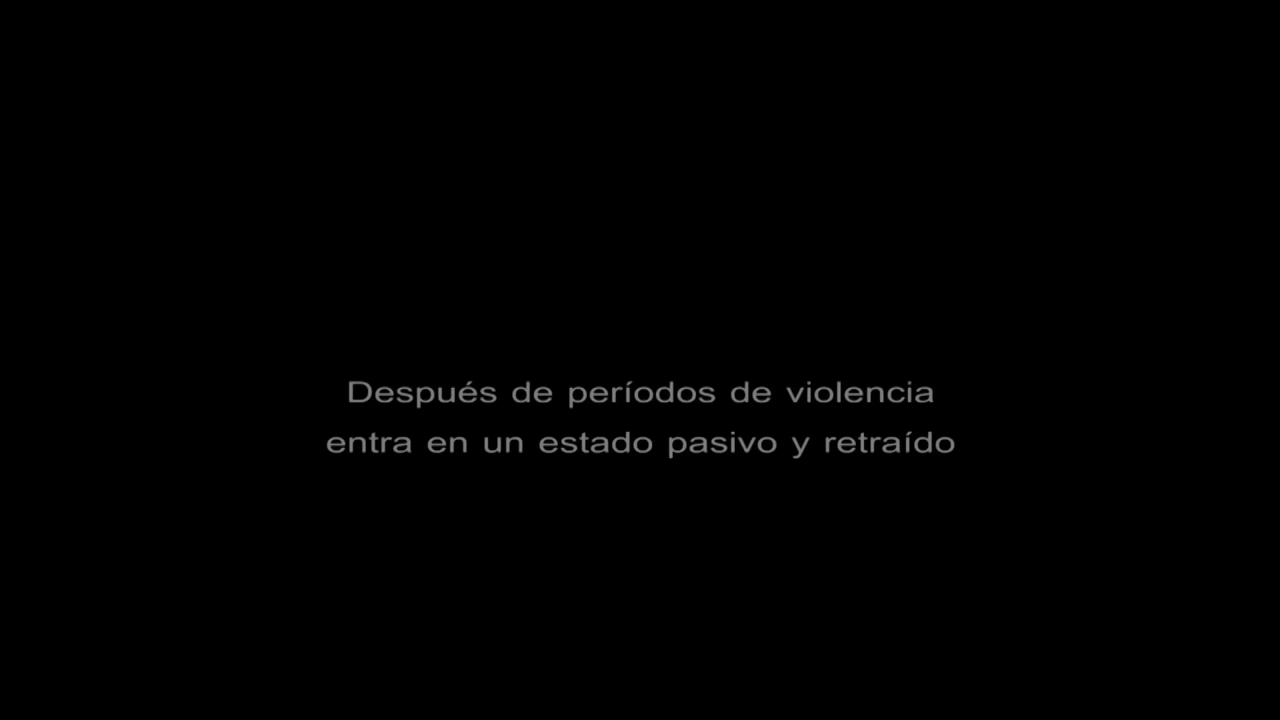 Después de períodos de violencia
entra en un estado pasivo y retraído